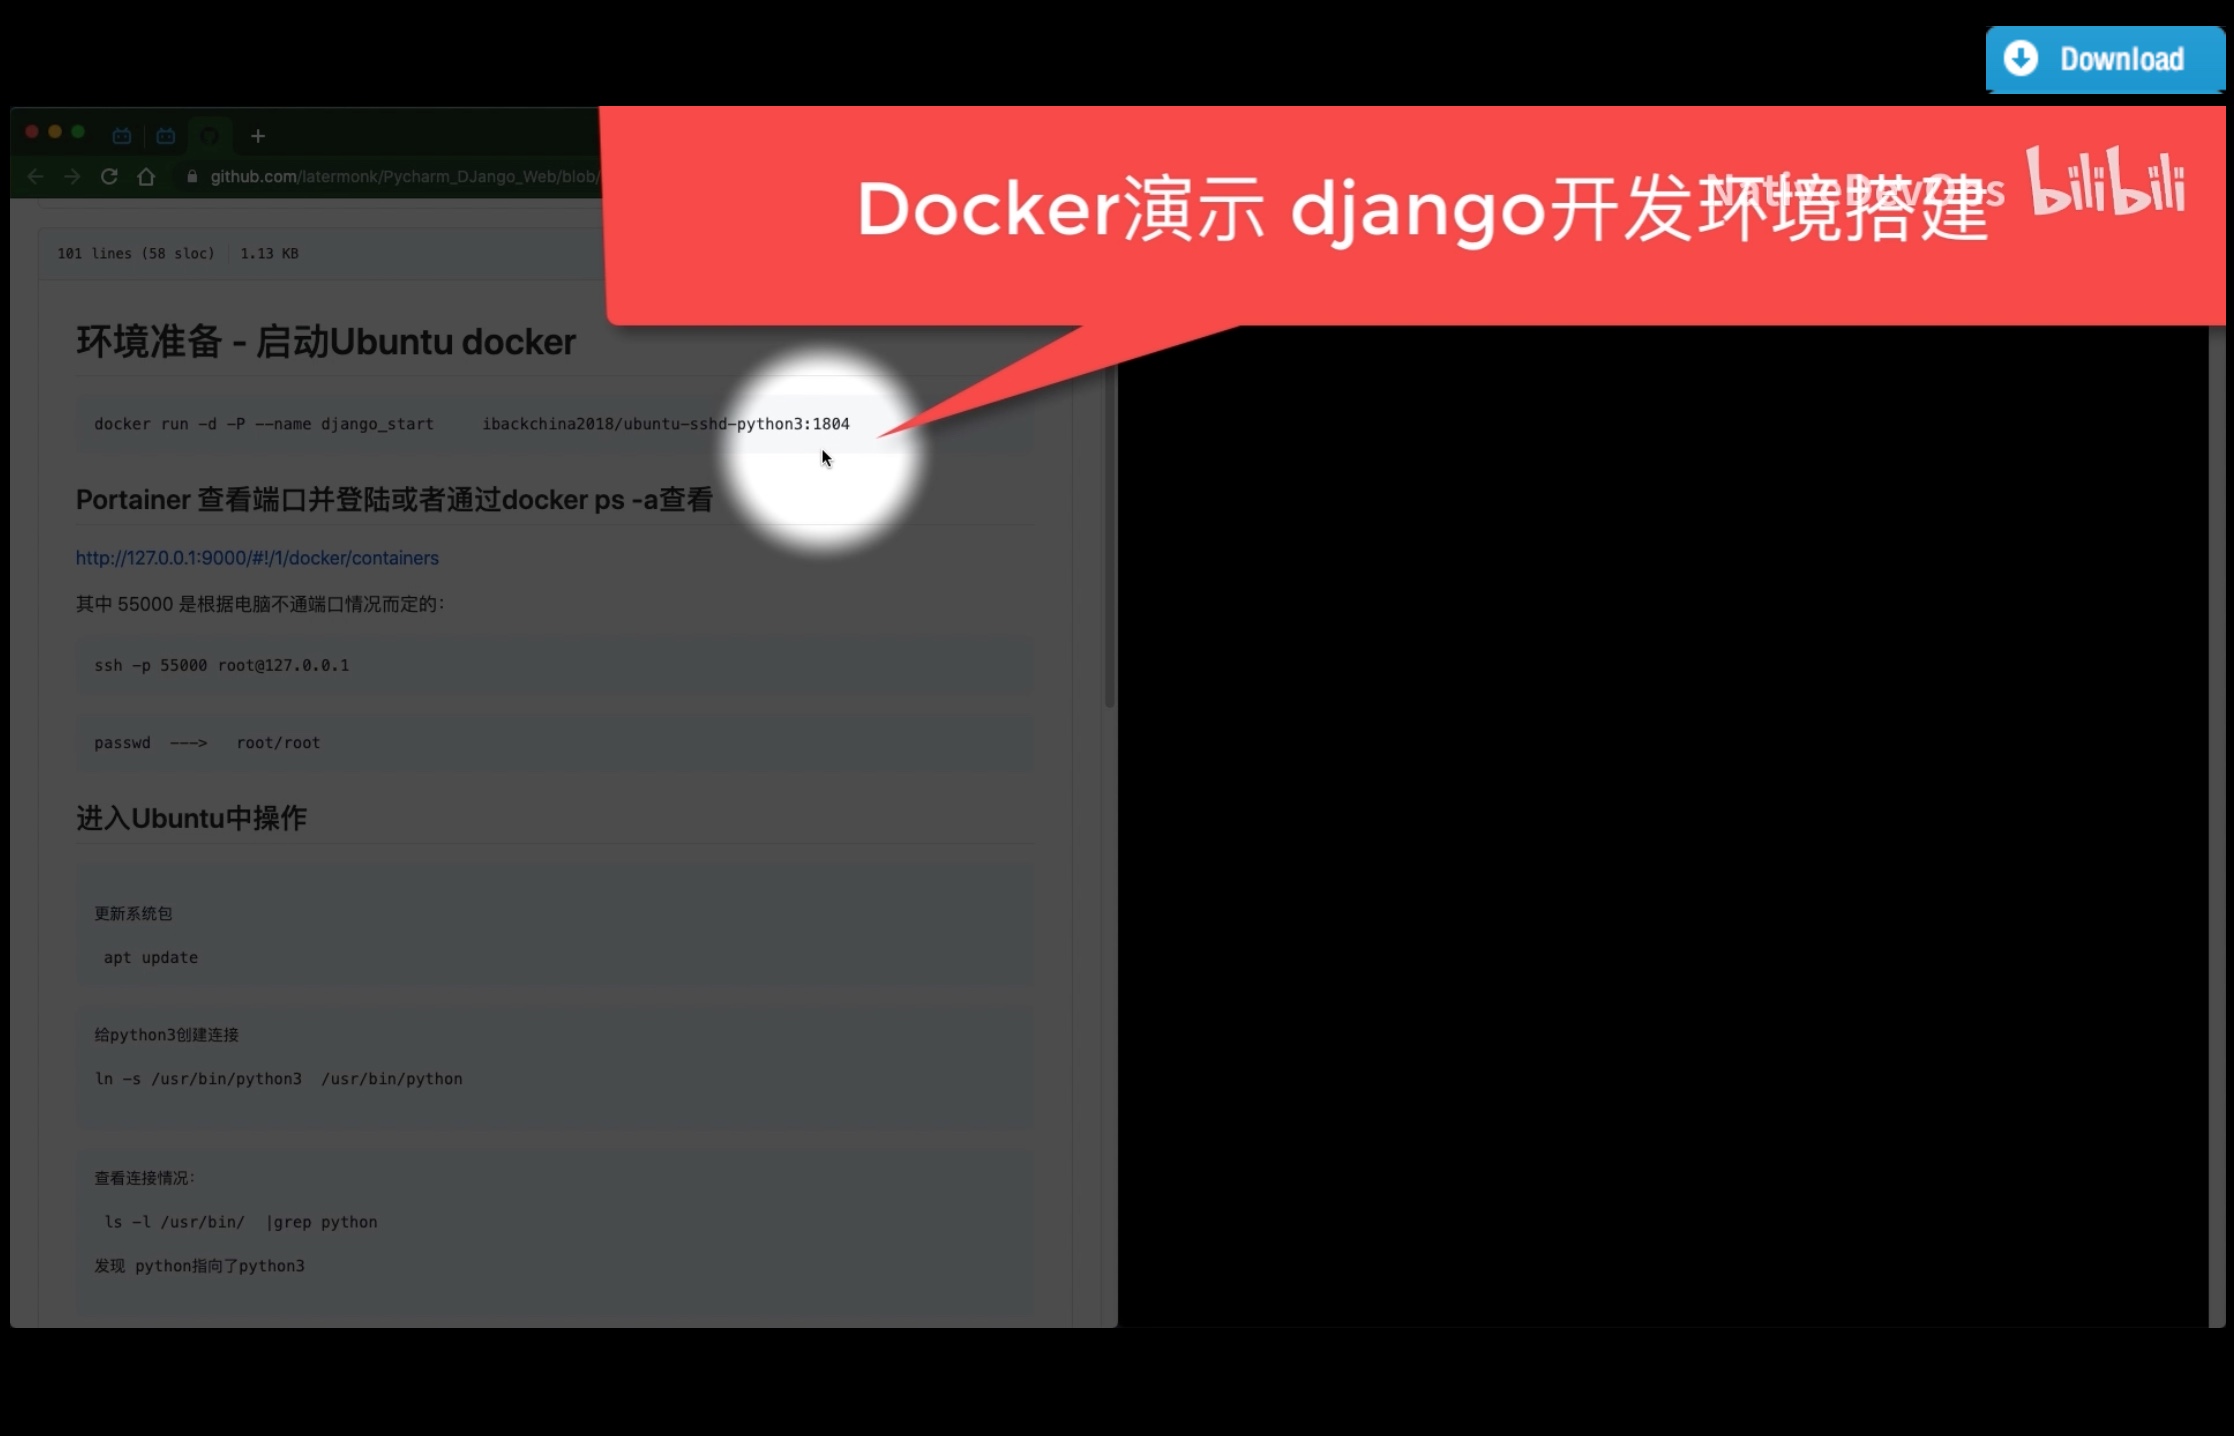 Download
NativeDevOps bilibili
Docker演示 django开发环境搭建
github.com/latermonk/Pycharm_DJango_Web/blob/
101 lines (58 sloc) 1.13 KB
环境准备 - 启动Ubuntu docker
docker run -d -P --name django_start ibackchina2018/ubuntu-sshd-python3:1804
Portainer 查看端口并登陆或者通过docker ps -a查看
http://127.0.0.1:9000/#!/1/docker/containers
其中 55000 是根据电脑不通端口情况而定的：
ssh -p 55000 root@127.0.0.1
passwd ---> root/root
进入Ubuntu中操作
更新系统包
apt update
给python3创建连接
ln -s /usr/bin/python3 /usr/bin/python
查看连接情况：
ls -l /usr/bin/ |grep python
发现 python指向了python3